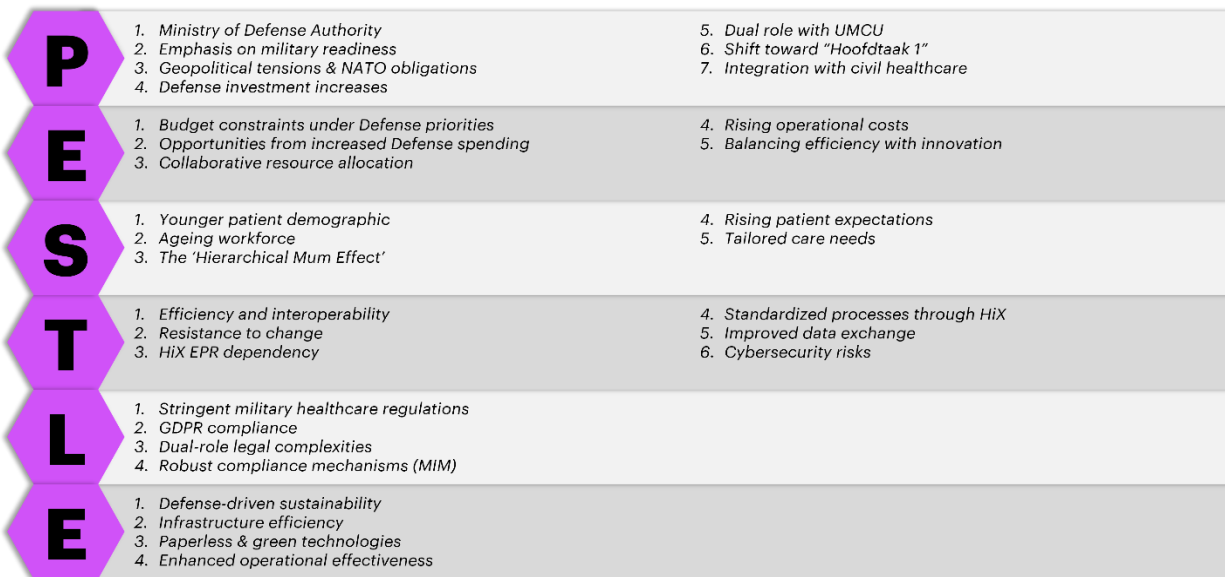 P
1. Ministry of Defense Authority
2. Emphasis on military readiness
3. Geopolitical tensions & NATO obligations
4. Defense investment increases
5. Dual role with UMCU
6. Shift toward "Hoofdtaak 1"
7. Integration with civil healthcare
E
1. Budget constraints under Defense priorities
2. Opportunities from increased Defense spending
3. Collaborative resource allocation
4. Rising operational costs
5. Balancing efficiency with innovation
S
1. Younger patient demographic
2. Ageing workforce
3. The 'Hierarchical Mum Effect'
4. Rising patient expectations
5. Tailored care needs
T
1. Efficiency and interoperability
2. Resistance to change
3. HiX EPR dependency
4. Standardized processes through HiX
5. Improved data exchange
6. Cybersecurity risks
L
1. Stringent military healthcare regulations
2. GDPR compliance
3. Dual-role legal complexities
4. Robust compliance mechanisms (MIM)
E
1. Defense-driven sustainability
2. Infrastructure efficiency
3. Paperless & green technologies
4. Enhanced operational effectiveness